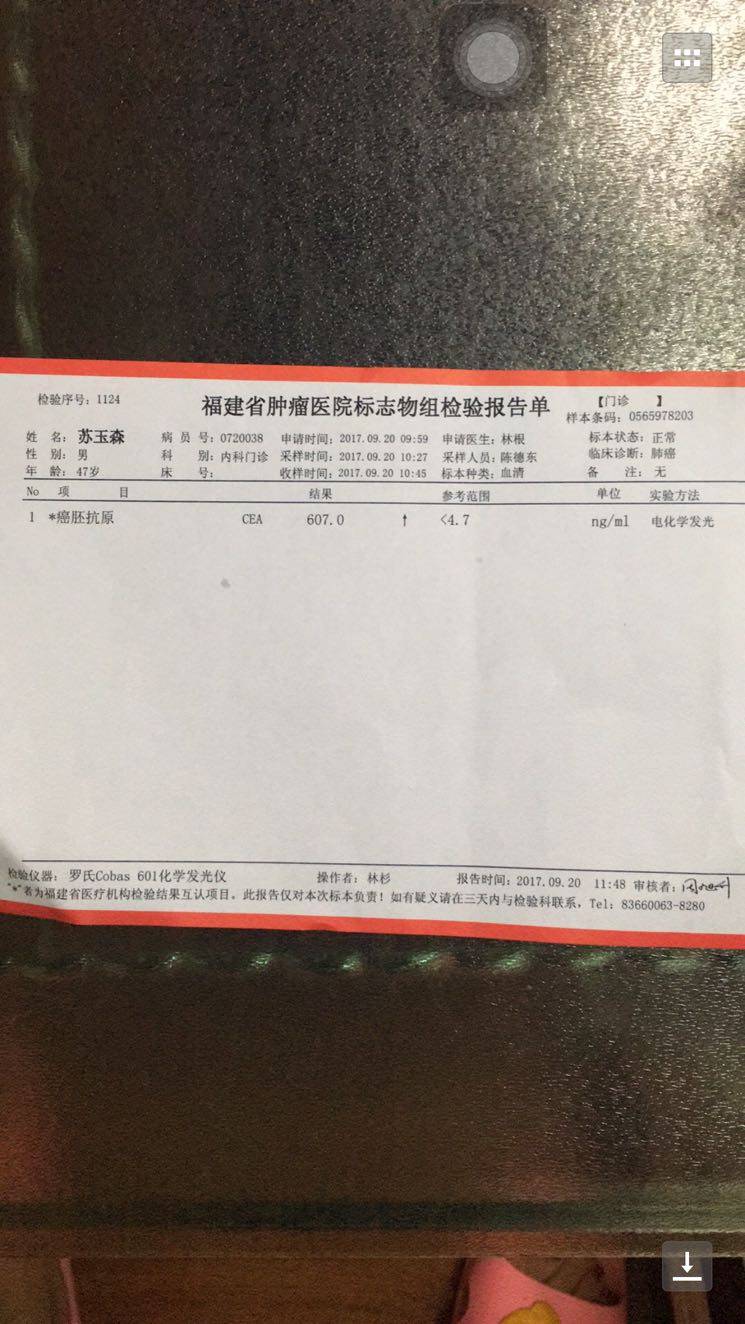 检验序号：1124
福建省肿瘤医院标志物组检验报告单
【门诊 】
样本条码：0565978203
姓 名：苏玉森 病 员 号：0720038 申请时间：2017.09.20 09:59 申请医生：林根 标本状态：正常
性 别：男 科 别：内科门诊 采样时间：2017.09.20 10:27 采样人员：陈德东 临床诊断：肺癌
年 龄：47岁 床 号： 收样时间：2017.09.20 10:45 标本种类：血清 备 注：无
No 项 目 结果 参考范围 单位 实验方法
1 *癌胚抗原 CEA 607.0 ↑ <4.7 ng/ml 电化学发光
检验仪器：罗氏Cobas 601化学发光仪 操作者：林杉 报告时间：2017.09.20 11:48 审核者：
"*"者为福建省医疗机构检验结果互认项目。此报告仅对本次标本负责！如有疑义请在三天内与检验科联系，Tel：83660063-8280